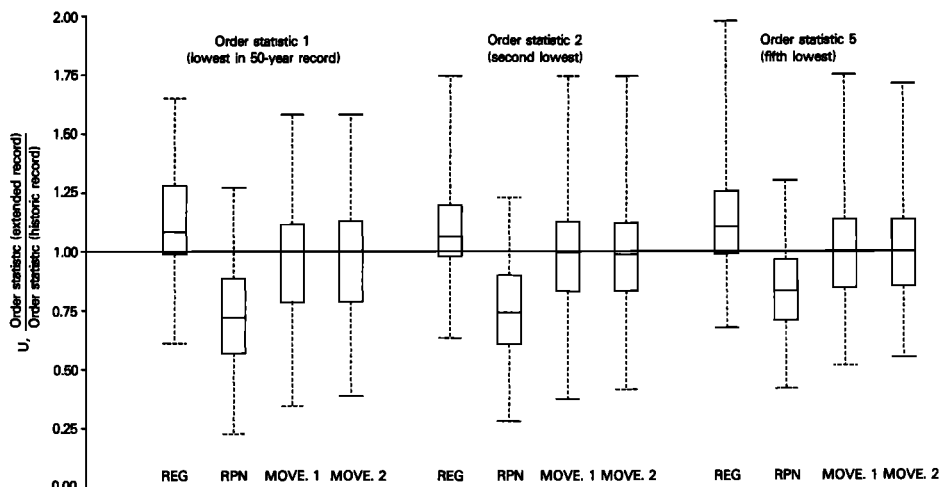 2.00
1.75
1.50
1.25
1.00
0.75
0.50
0.25
0.00
U, Order statistic (extended record)
Order statistic (historic record)
Order statistic 1
(lowest in 50-year record)
Order statistic 2
(second lowest)
Order statistic 5
(fifth lowest)
REG RPN MOVE. 1 MOVE. 2 REG RPN MOVE. 1 MOVE. 2 REG RPN MOVE. 1 MOVE. 2